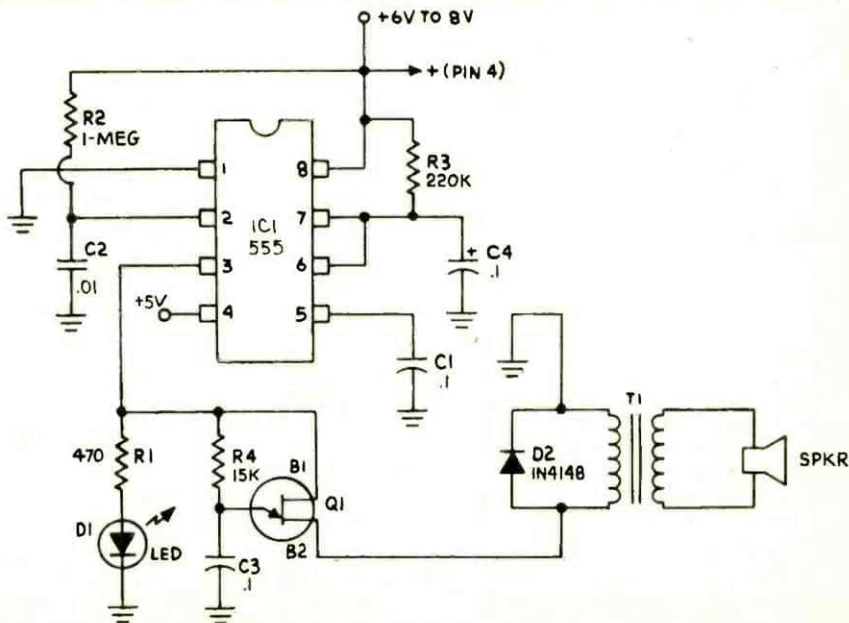 +6V TO 8V
+(PIN 4)
R2
1-MEG
R3
220K
1
8
2
7
IC1
555
3
6
4
5
C2
.01
+ C4
.1
+5V
C1
.1
T1
470
R1
R4
15K
B1
Q1
B2
D2
1N4148
SPKR
D1
LED
C3
.1